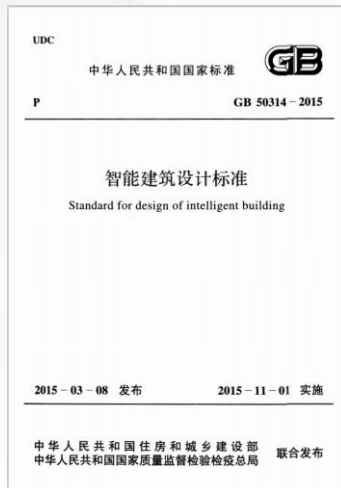 UDC
中华人民共和国国家标准
GB
P
GB 50314-2015
智能建筑设计标准
Standard for design of intelligent building
2015-03-08 发布
2015-11-01 实施
中华人民共和国住房和城乡建设部
中华人民共和国国家质量监督检验检疫总局
联合发布